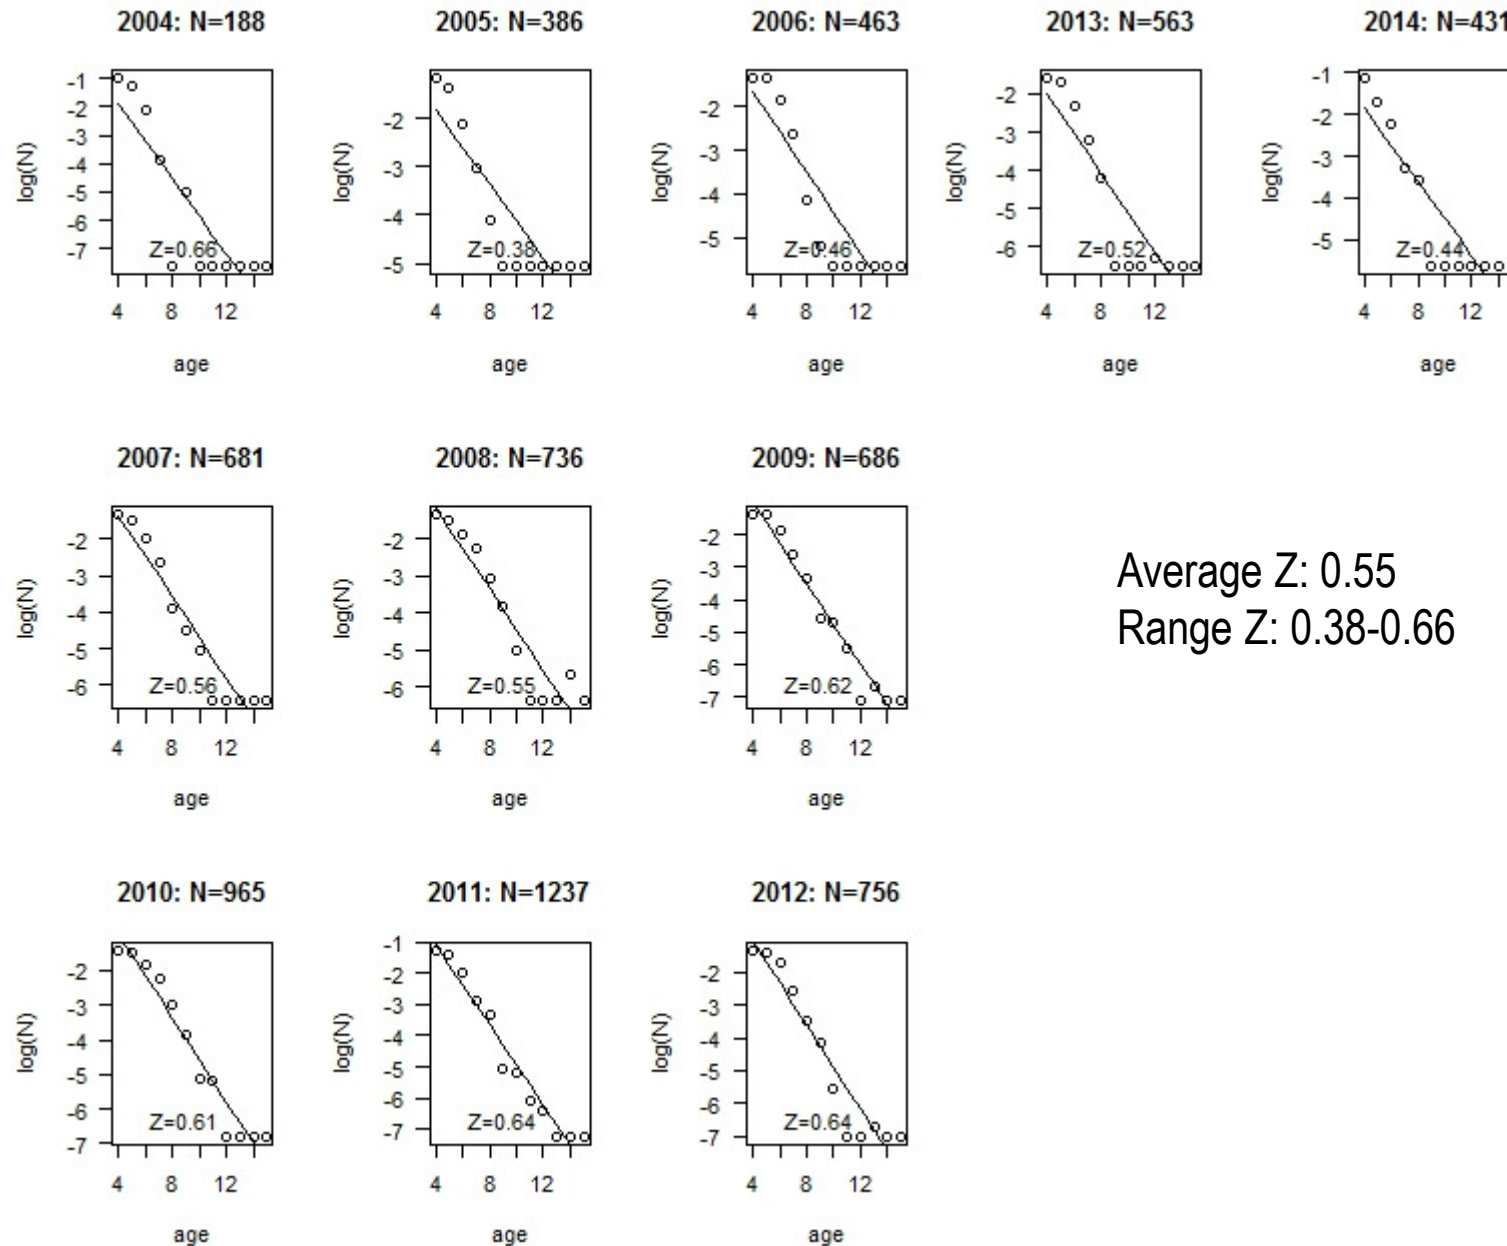 2004: N=188
-1
-2
-3
-4
-5
-6
-7
log(N)
Z=0.66
4 8 12
age
2005: N=386
-2
-3
-4
-5
log(N)
Z=0.38
4 8 12
age
2006: N=463
-2
-3
-4
-5
log(N)
Z=0.46
4 8 12
age
2013: N=563
-2
-3
-4
-5
-6
log(N)
Z=0.52
4 8 12
age
2014: N=431
-1
-2
-3
-4
-5
log(N)
Z=0.44
4 8 12
age
2007: N=681
-2
-3
-4
-5
-6
log(N)
Z=0.56
4 8 12
age
2008: N=736
-2
-3
-4
-5
-6
log(N)
Z=0.55
4 8 12
age
2009: N=686
-2
-3
-4
-5
-6
-7
log(N)
Z=0.62
4 8 12
age
Average Z: 0.55
Range Z: 0.38-0.66
2010: N=965
-2
-3
-4
-5
-6
-7
log(N)
Z=0.61
4 8 12
age
2011: N=1237
-1
-2
-3
-4
-5
-6
-7
log(N)
Z=0.64
4 8 12
age
2012: N=756
-2
-3
-4
-5
-6
-7
log(N)
Z=0.64
4 8 12
age